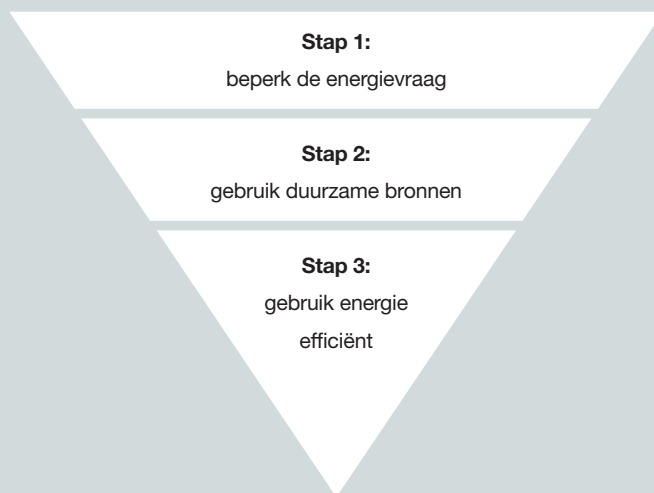 Stap 1:
beperk de energievraag
Stap 2:
gebruik duurzame bronnen
Stap 3:
gebruik energie
efficiënt